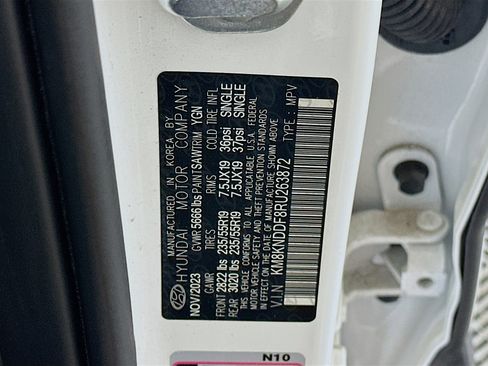 MANUFACTURED IN KOREA BY
HYUNDAI MOTOR COMPANY
NOV/2023 GVWR 5666 lbs PAINT SAW TRIM YGN
GAWR TIRES RIMS COLD TIRE INFL.
FRONT 2822 lbs 235/55R19 7.5JX19 36psi SINGLE
REAR 3020 lbs 235/55R19 7.5JX19 37psi SINGLE
THIS VEHICLE CONFORMS TO ALL APPLICABLE U.S.A. FEDERAL
MOTOR VEHICLE SAFETY, BUMPER, AND THEFT PREVENTION STANDARDS
IN EFFECT ON THE DATE OF MANUFACTURE SHOWN ABOVE
VIN : KM8KNDDF8RU263872 TYPE : MPV
N10